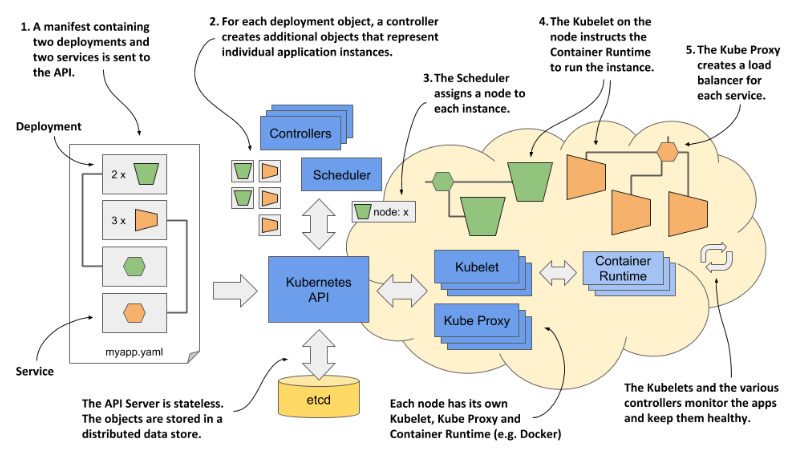 1. A manifest containing
two deployments and
two services is sent
to the API.
2. For each deployment object, a controller
creates additional objects that represent
individual application instances.
3. The Scheduler
assigns a node to
each instance.
4. The Kubelet on the
node instructs the
Container Runtime
to run the instance.
5. The Kube Proxy
creates a load
balancer for
each service.
Deployment
2 x
3 x
myapp.yaml
Service
Controllers
Scheduler
node: x
Kubernetes
API
Kubelet
Container
Runtime
Kube Proxy
etcd
The API Server is stateless.
The objects are stored in a
distributed data store.
Each node has its own
Kubelet, Kube Proxy and
Container Runtime (e.g. Docker)
The Kubelets and the various
controllers monitor the apps
and keep them healthy.